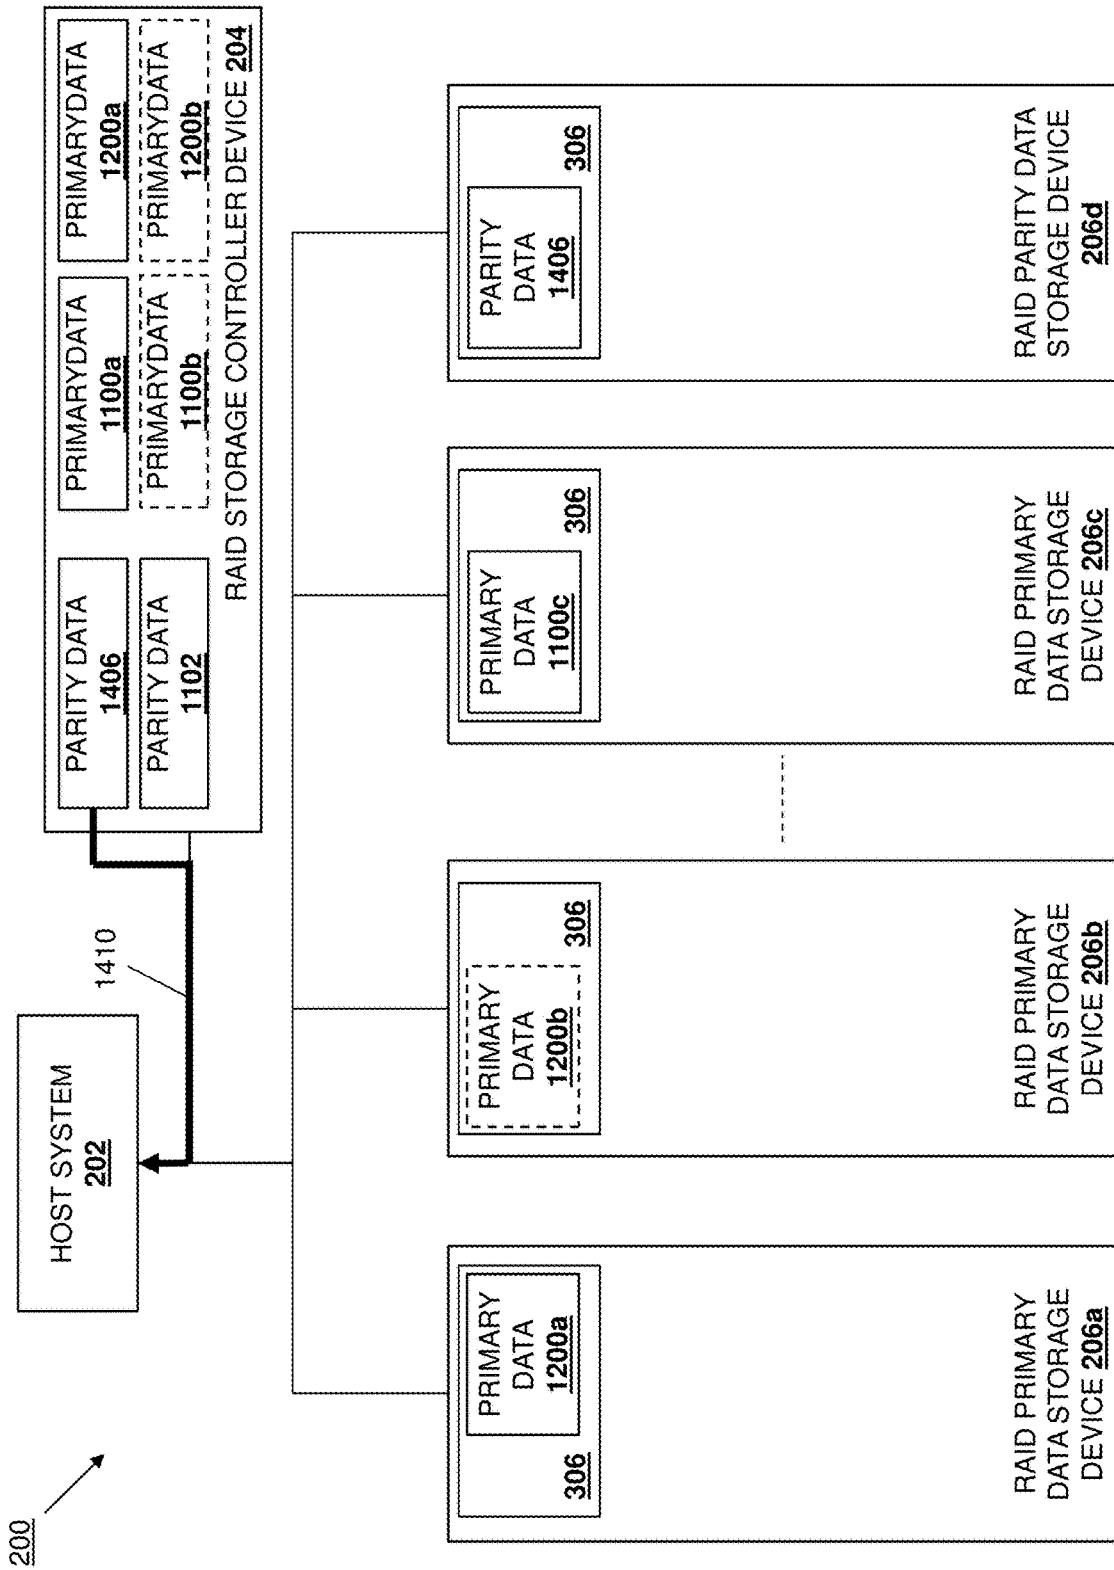 200
HOST SYSTEM
202
1410
PARITY DATA
1406
PARITY DATA
1102
PRIMARYDATA
1100a
PRIMARYDATA
1100b
PRIMARYDATA
1200a
PRIMARYDATA
1200b
RAID STORAGE CONTROLLER DEVICE 204
306
PRIMARY
DATA
1200a
RAID PRIMARY
DATA STORAGE
DEVICE 206a
PRIMARY
DATA
1200b
306
RAID PRIMARY
DATA STORAGE
DEVICE 206b
PRIMARY
DATA
1100c
306
RAID PRIMARY
DATA STORAGE
DEVICE 206c
PARITY
DATA
1406
306
RAID PARITY DATA
STORAGE DEVICE
206d